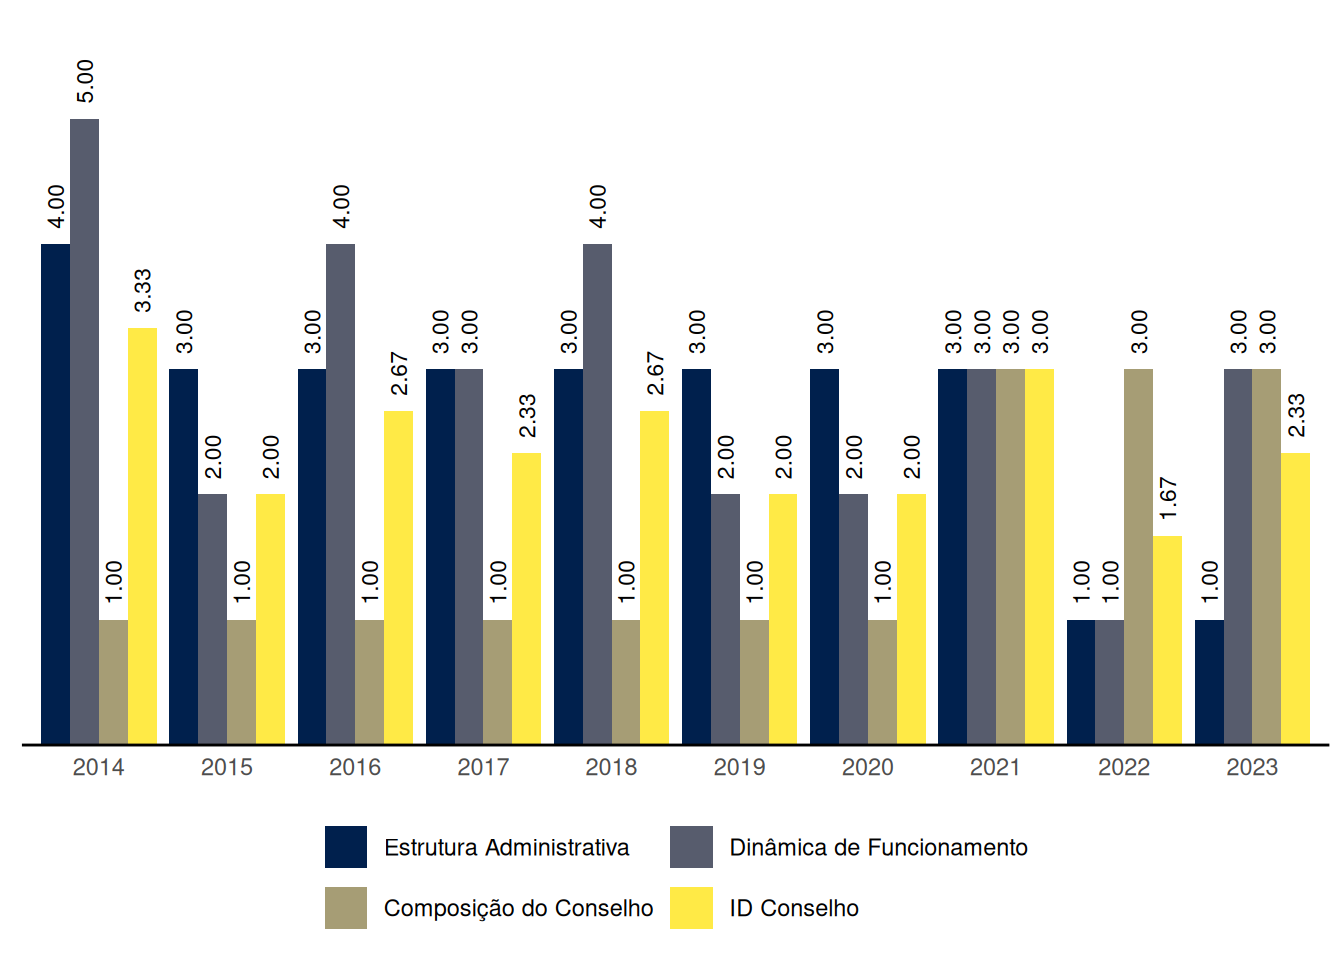 4.00 5.00 1.00 3.33
3.00 2.00 1.00 2.00
3.00 4.00 1.00 2.67
3.00 3.00 1.00 2.33
3.00 4.00 1.00 2.67
3.00 2.00 1.00 2.00
3.00 2.00 1.00 2.00
3.00 3.00 3.00 3.00
1.00 1.00 3.00 1.67
1.00 3.00 3.00 2.33
2014 2015 2016 2017 2018 2019 2020 2021 2022 2023
Estrutura Administrativa Dinâmica de Funcionamento
Composição do Conselho ID Conselho